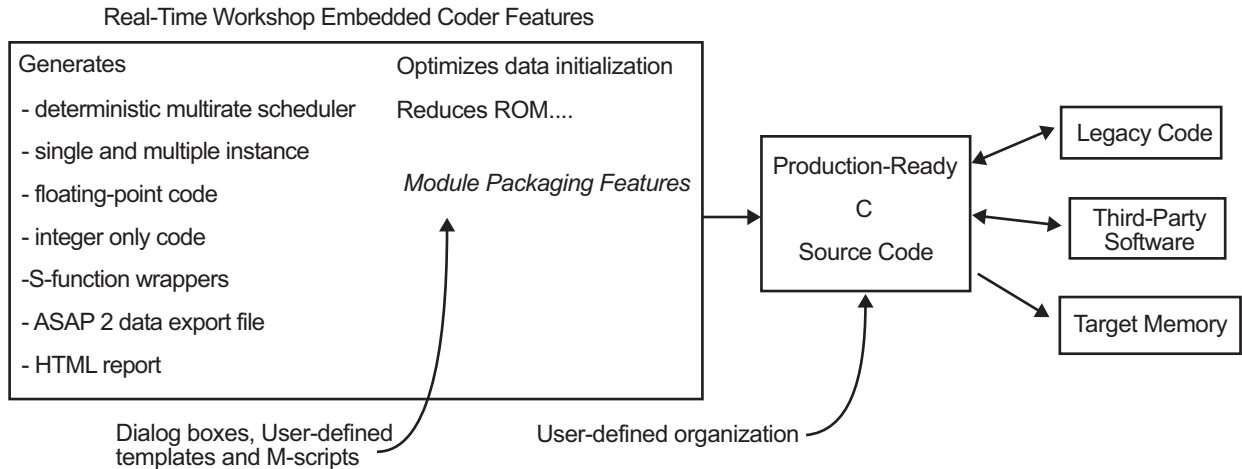 Real-Time Workshop Embedded Coder Features
Generates
- deterministic multirate scheduler
- single and multiple instance
- floating-point code
- integer only code
-S-function wrappers
- ASAP 2 data export file
- HTML report
Optimizes data initialization
Reduces ROM....
Module Packaging Features
Dialog boxes, User-defined
templates and M-scripts
Production-Ready
C
Source Code
User-defined organization
Legacy Code
Third-Party
Software
Target Memory